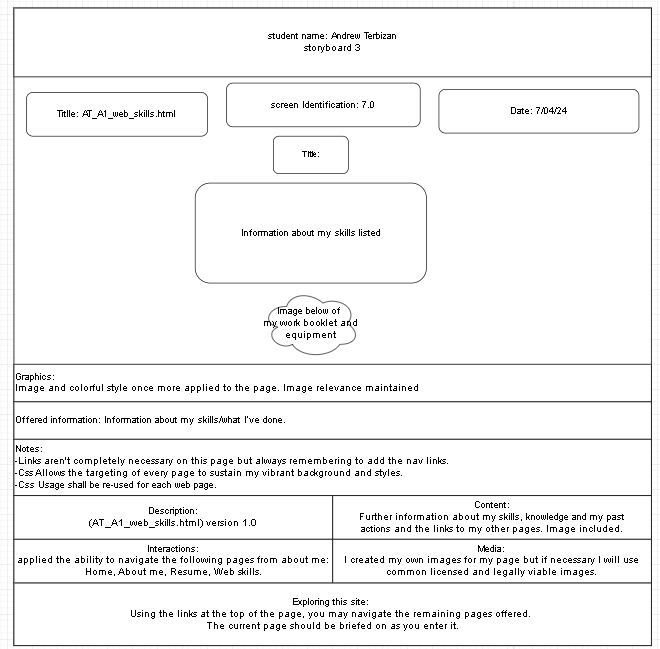 student name: Andrew Terbizan
storyboard 3
Titlle: AT_A1_web_skills.html
screen Identification: 7.0
Date: 7/04/24
Title:
Information about my skills listed
Image below of
my work booklet and
equipment
Graphics:
Image and colorful style once more applied to the page. Image relevance maintained
Offered information: Information about my skills/what I've done.
Notes:
-Links aren't completely necessary on this page but always remembering to add the nav links.
-Css Allows the targeting of every page to sustain my vibrant background and styles.
-Css Usage shall be re-used for each web page.
Description:
(AT_A1_web_skills.html) version 1.0
Content:
Further information about my skills, knowledge and my past
actions and the links to my other pages. Image included.
Interactions:
applied the ability to navigate the following pages from about me:
Home, About me, Resume, Web skills.
Media:
I created my own images for my page but if necessary I will use
common licensed and legally viable images.
Exploring this site:
Using the links at the top of the page, you may navigate the remaining pages offered.
The current page should be briefed on as you enter it.